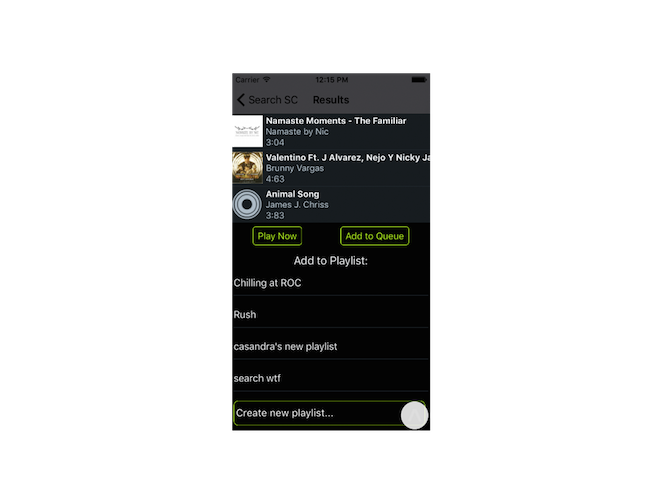 Carrier 12:15 PM
Search SC Results
Namaste Moments - The Familiar
Namaste by Nic
3:04
Valentino Ft. J Alvarez, Nejo Y Nicky Ja
Brunny Vargas
4:63
Animal Song
James J. Chriss
3:83
Play Now Add to Queue
Add to Playlist:
Chilling at ROC
Rush
casandra's new playlist
search wtf
Create new playlist...